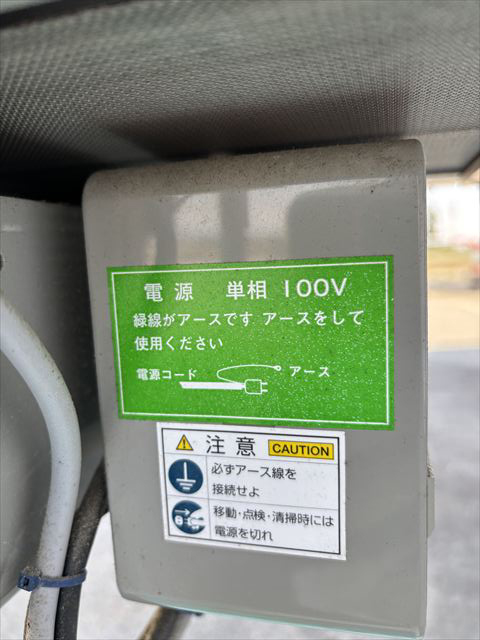 電源 単相 100V
緑線がアースです アースをして
使用ください
電源コード アース
注意 CAUTION
必ずアース線を
接続せよ
移動・点検・清掃時には
電源を切れ